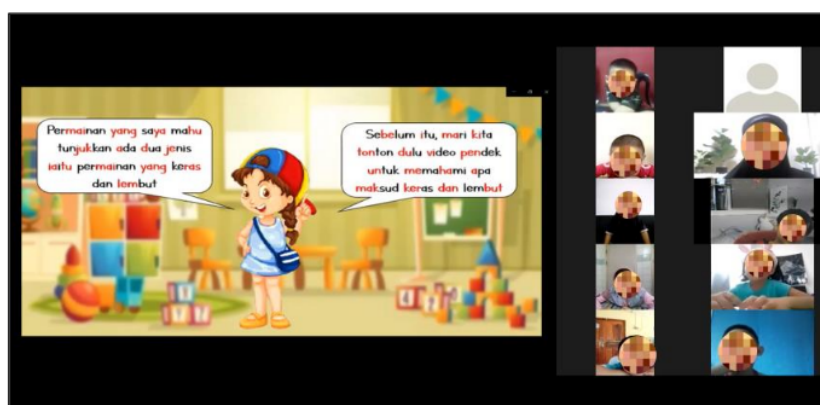 Permainan yang saya mahu
tunjukkan ada dua jenis
iaitu permainan yang keras
dan lembut
Sebelum itu, mari kita
tonton dulu video pendek
untuk memahami apa
maksud keras dan lembut